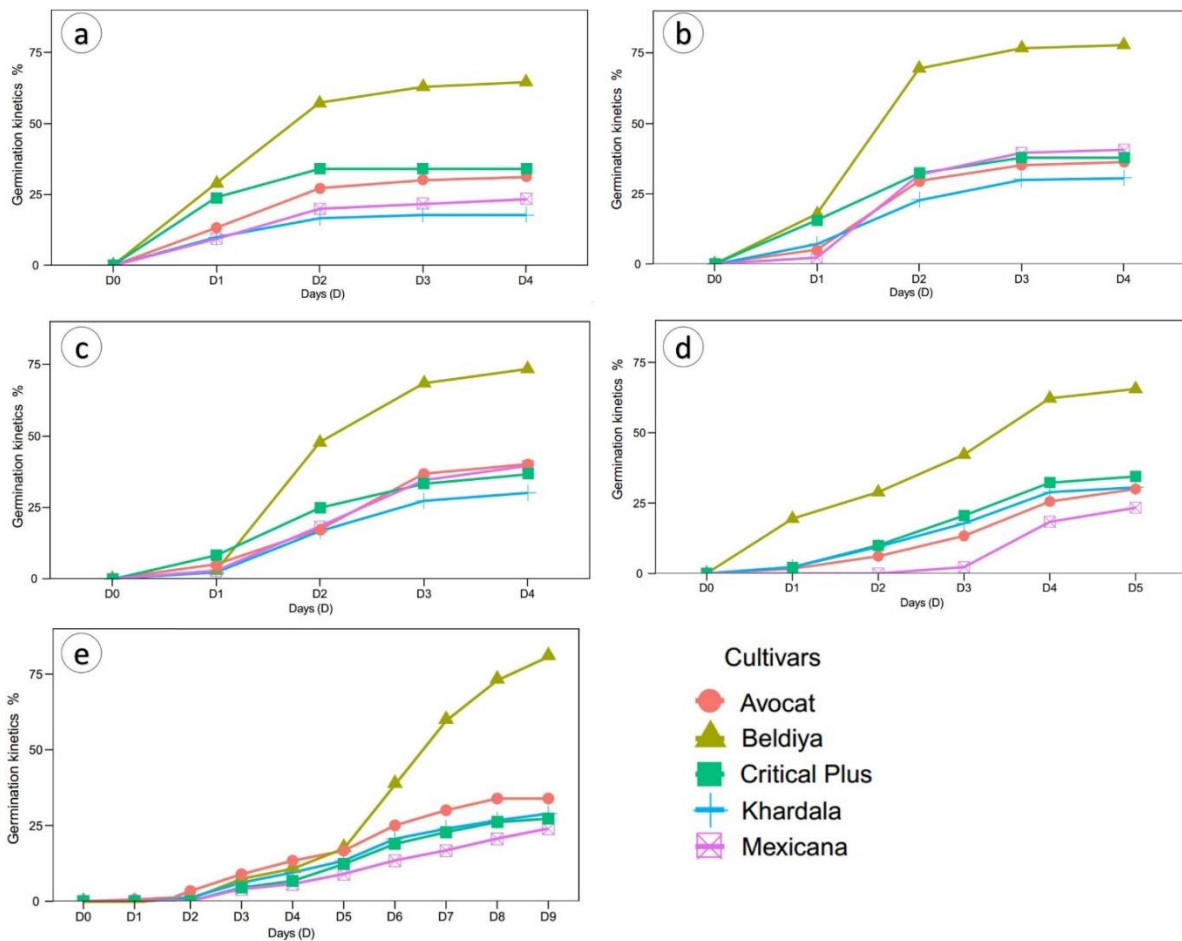 a
Germination kinetics %
75
50
25
0
D0 D1 D2 D3 D4
Days (D)
b
Germination kinetics %
75
50
25
0
D0 D1 D2 D3 D4
Days (D)
c
Germination kinetics %
75
50
25
0
D0 D1 D2 D3 D4
Days (D)
d
Germination kinetics %
75
50
25
0
D0 D1 D2 D3 D4 D5
Days (D)
e
Germination kinetics %
75
50
25
0
D0 D1 D2 D3 D4 D5 D6 D7 D8 D9
Days (D)
Cultivars
Avocat
Beldiya
Critical Plus
Khardala
Mexicana